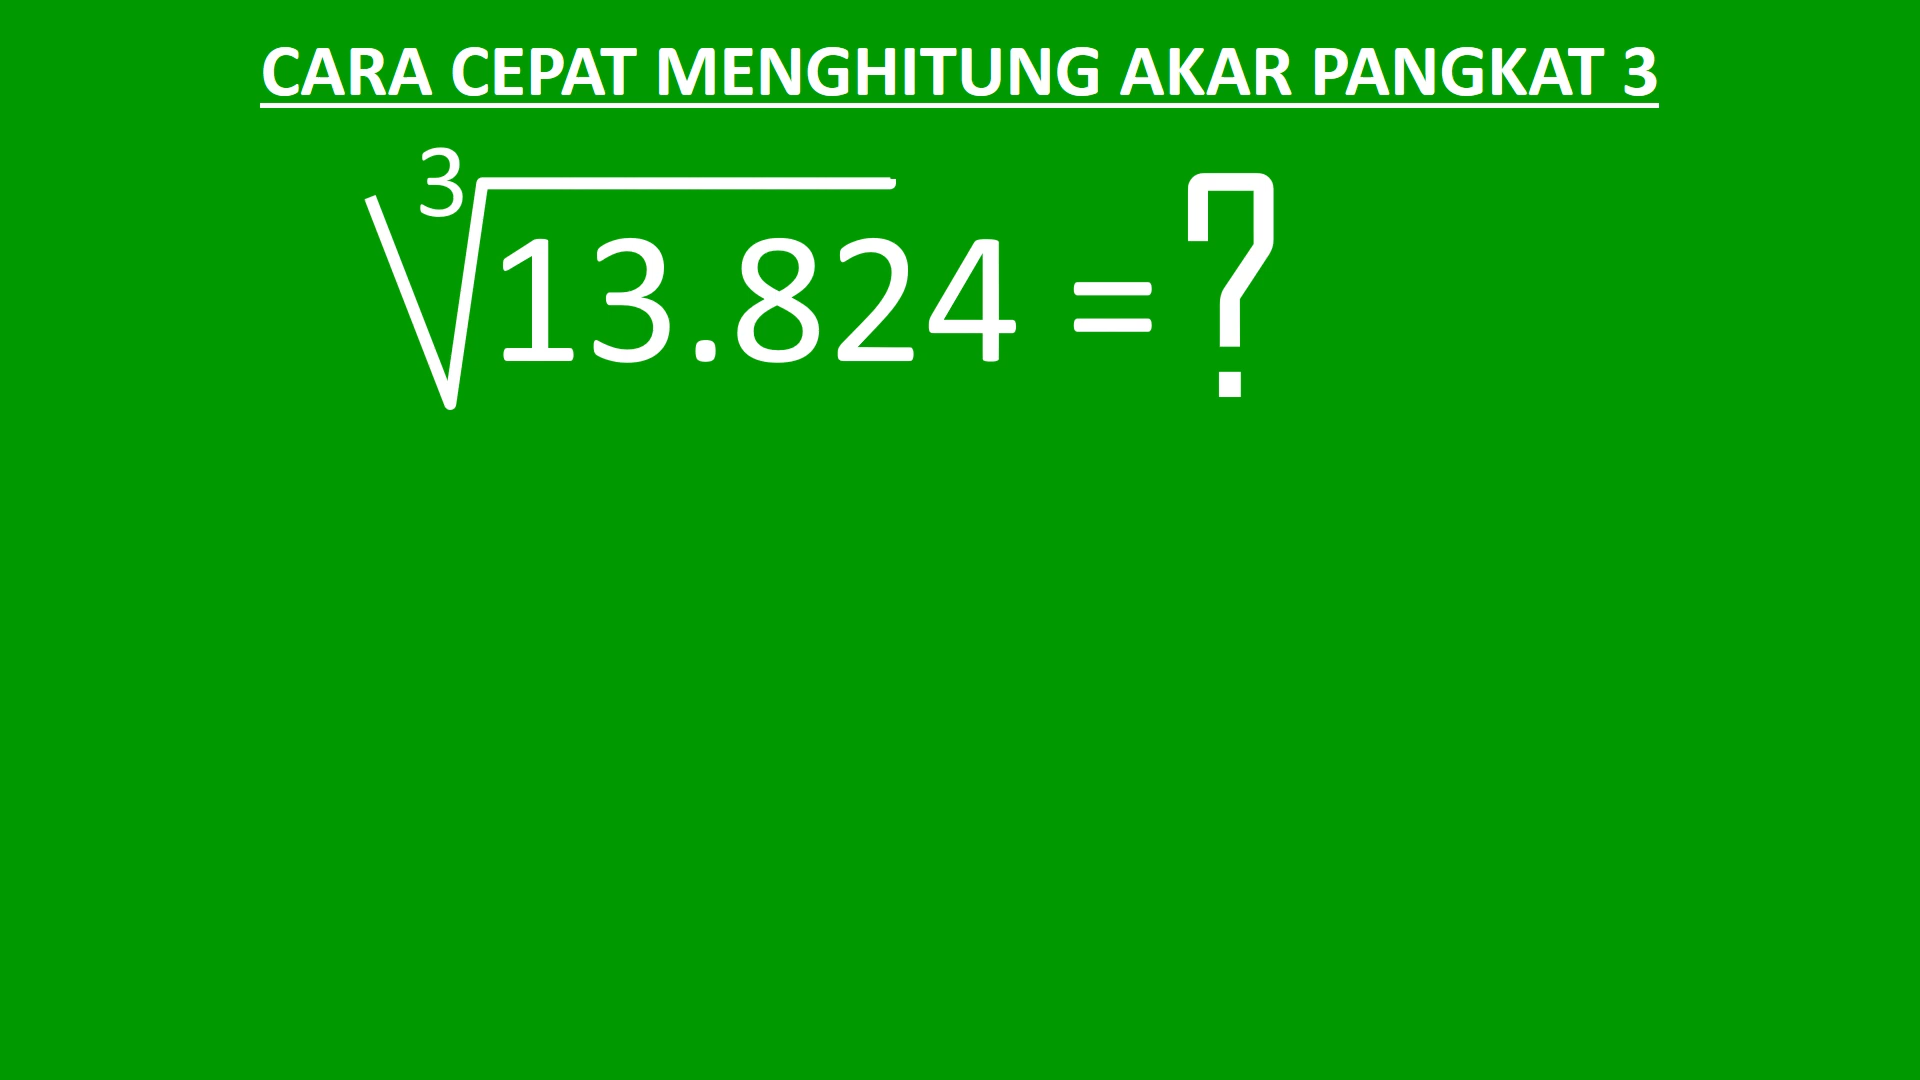 CARA CEPAT MENGHITUNG AKAR PANGKAT 3
∛13.824 = ?